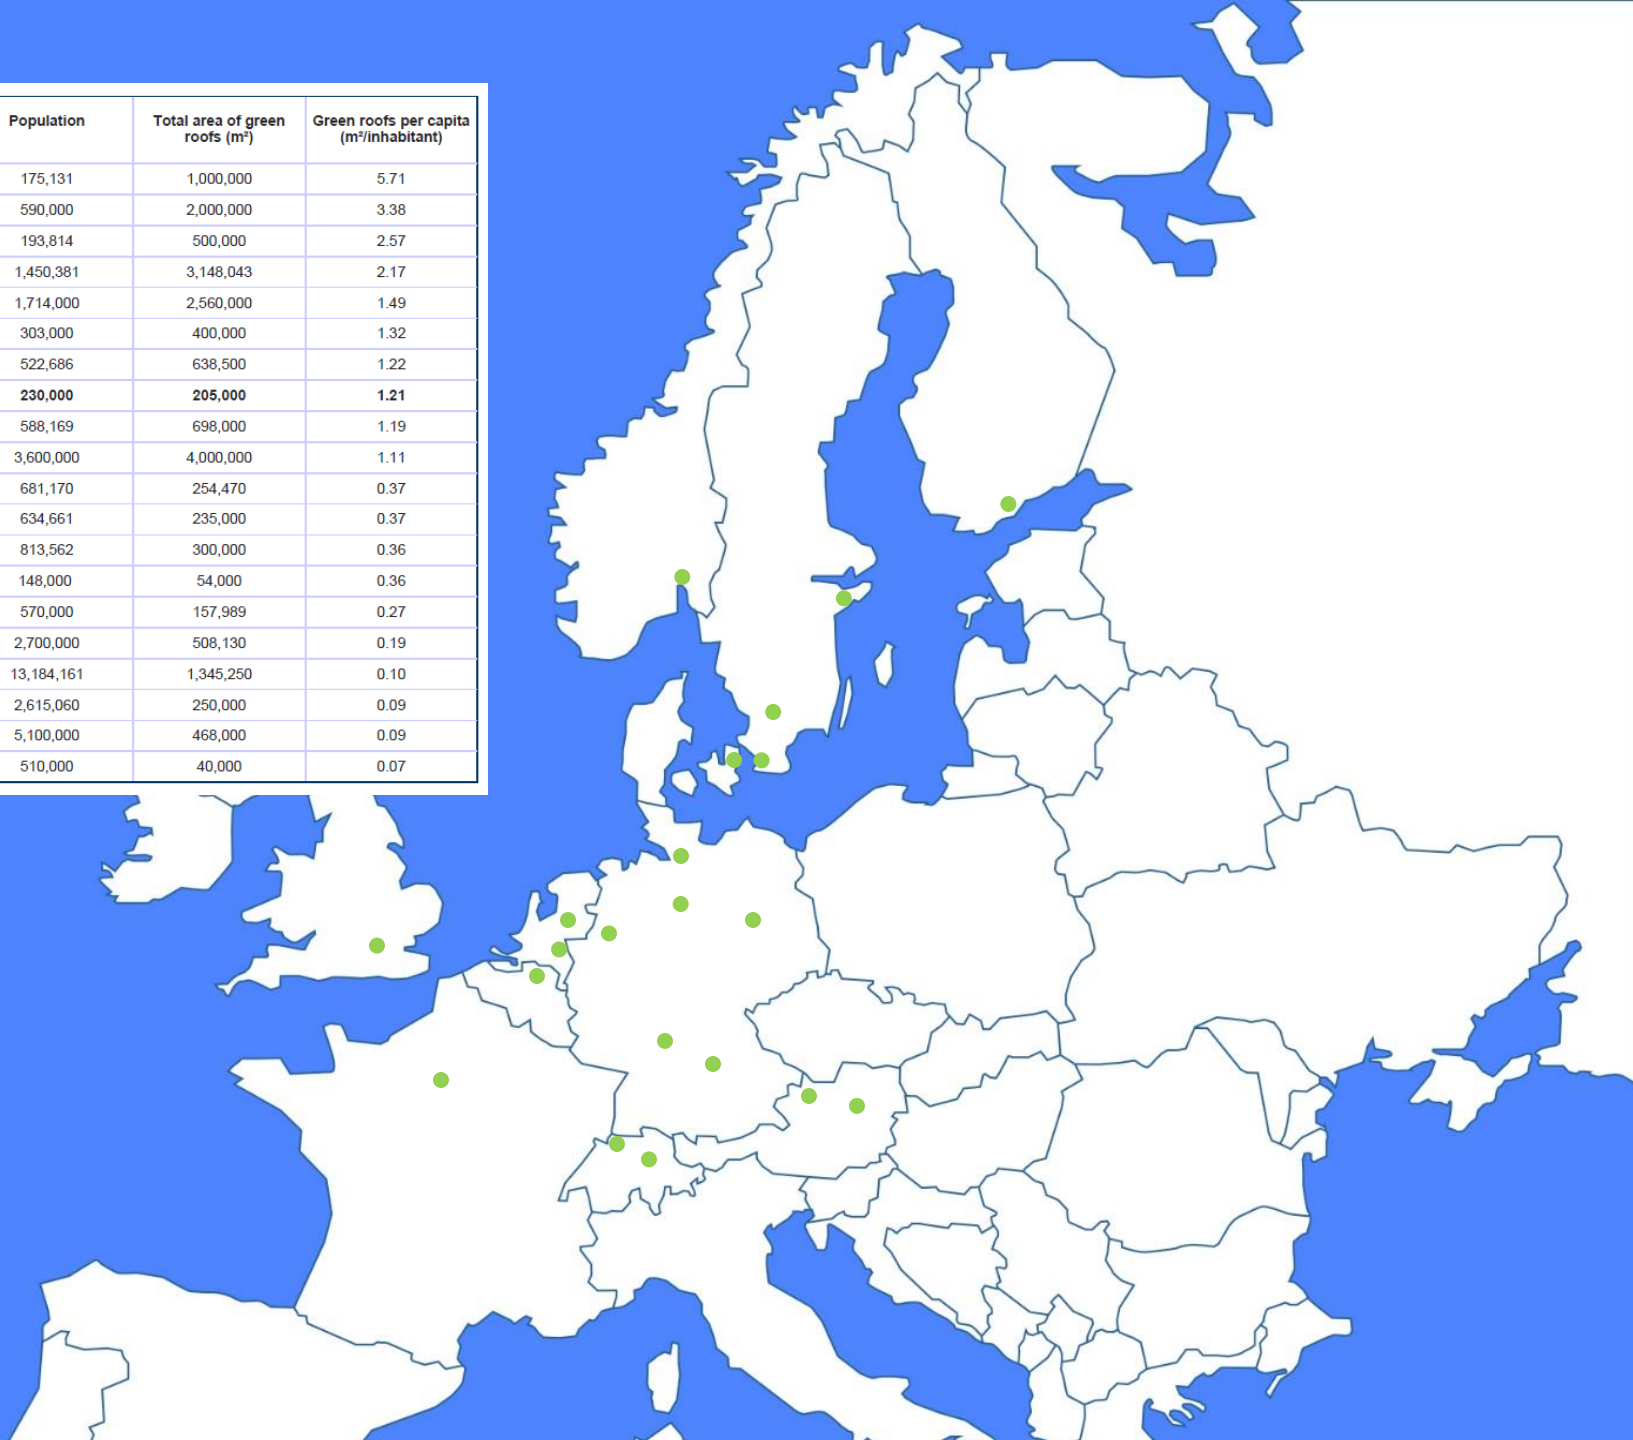 Population Total area of green roofs (m²) Green roofs per capita (m²/inhabitant)
175,131 1,000,000 5.71
590,000 2,000,000 3.38
193,814 500,000 2.57
1,450,381 3,148,043 2.17
1,714,000 2,560,000 1.49
303,000 400,000 1.32
522,686 638,500 1.22
230,000 205,000 1.21
588,169 698,000 1.19
3,600,000 4,000,000 1.11
681,170 254,470 0.37
634,661 235,000 0.37
813,562 300,000 0.36
148,000 54,000 0.36
570,000 157,989 0.27
2,700,000 508,130 0.19
13,184,161 1,345,250 0.10
2,615,060 250,000 0.09
5,100,000 468,000 0.09
510,000 40,000 0.07